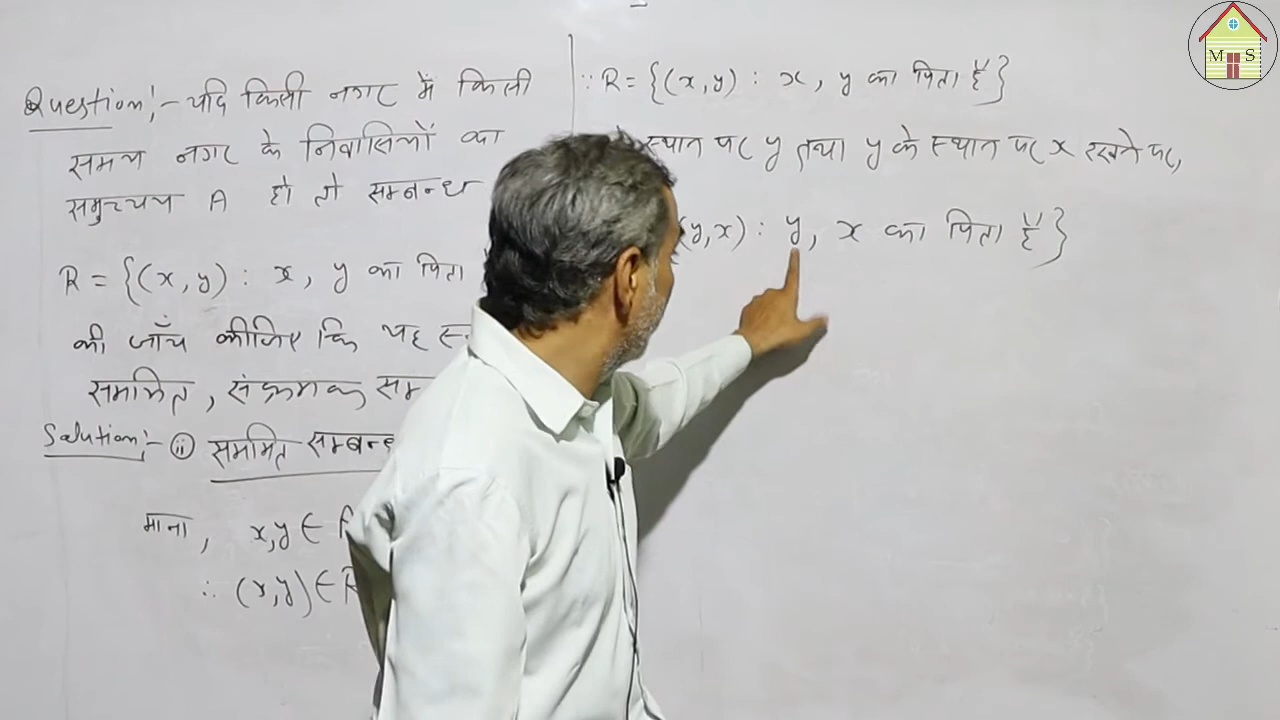 Question:- यदि किसी नगर में किसी
समय नगर के निवासियों का
समुच्चय A हो तो सम्बन्ध
R = {(x, y) : x, y का पिता
की जाँच कीजिए कि यह
सममित, संक्रमक सम
Solution:- (ii) सममित सम्बन्ध
माना, x,y ∈
∴ (x,y) ∈ R
∵ R = {(x,y) : x, y का पिता है}
स्थान पर y तथा y के स्थान पर x रखने पर,
(y,x) : y, x का पिता है}
M S